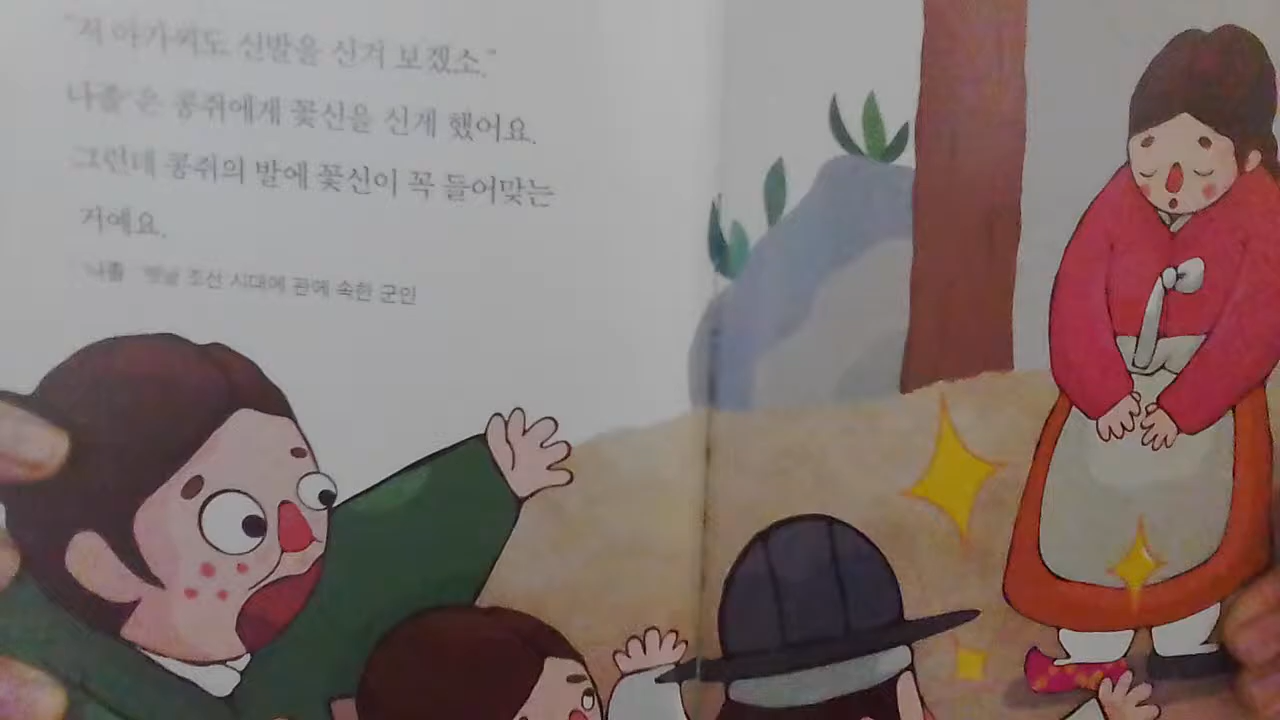 "저 아가씨도 신발을 신겨 보겠소."
나졸*은 콩쥐에게 꽃신을 신게 했어요.
그런데 콩쥐의 발에 꽃신이 꼭 들어맞는
거예요.
*나졸 옛날 조선 시대에 관에 속한 군인